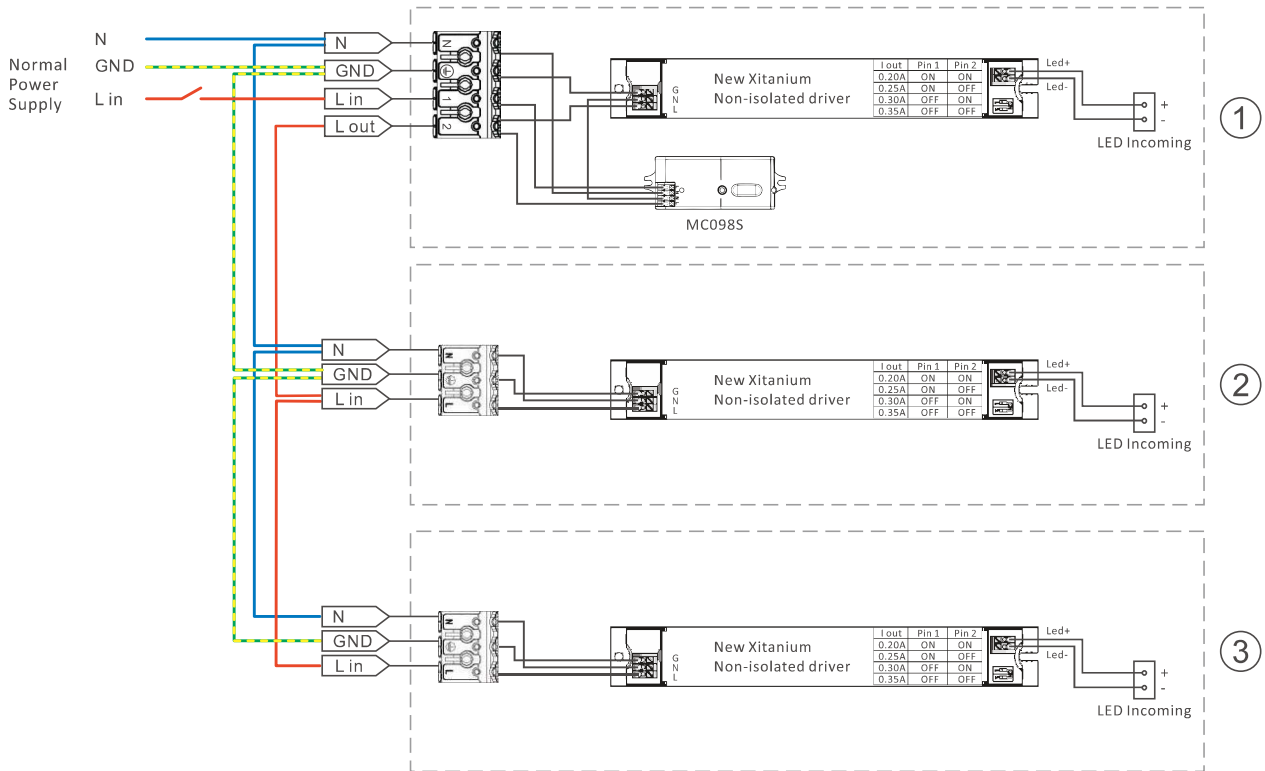 N
GND
Normal
Power
Supply
L in
N
GND
L in
L out
N
1
2
G
N
L
New Xitanium
Non-isolated driver
I out Pin 1 Pin 2
0.20A ON ON
0.25A ON OFF
0.30A OFF ON
0.35A OFF OFF
Led+
Led-
+
-
LED Incoming
1
MC098S
N
GND
L in
N
L
G
N
L
New Xitanium
Non-isolated driver
I out Pin 1 Pin 2
0.20A ON ON
0.25A ON OFF
0.30A OFF ON
0.35A OFF OFF
Led+
Led-
+
-
LED Incoming
2
N
GND
L in
N
L
G
N
L
New Xitanium
Non-isolated driver
I out Pin 1 Pin 2
0.20A ON ON
0.25A ON OFF
0.30A OFF ON
0.35A OFF OFF
Led+
Led-
+
-
LED Incoming
3